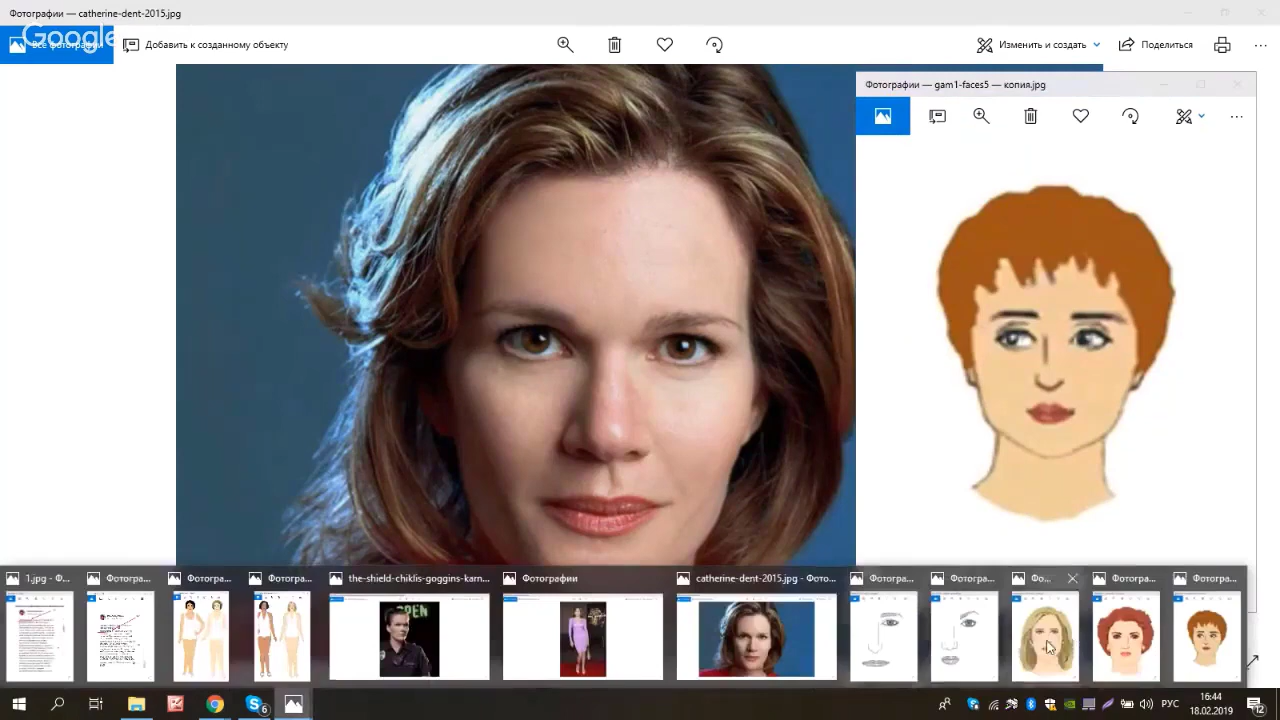 Фотографии — catherine-dent-2015.jpg
Google
Все фотографии
Добавить к созданному объекту
Изменить и создать
Поделиться
Фотографии — gam1-faces5 — копия.jpg
1.jpg - Ф...
Фотогра...
Фотогра...
Фотогра...
the-shield-chiklis-goggins-karn...
Фотографии
catherine-dent-2015.jpg - Фото...
Фотогра...
Фотогра...
Фо...
Фотогра...
Фотогра...
OPEN
6
РУС
16:44
18.02.2019
12